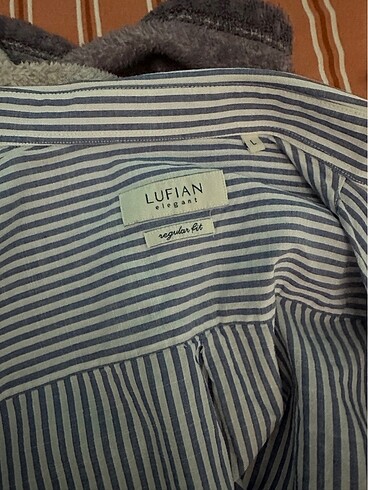 L
LUFIAN
elegant
regular fit